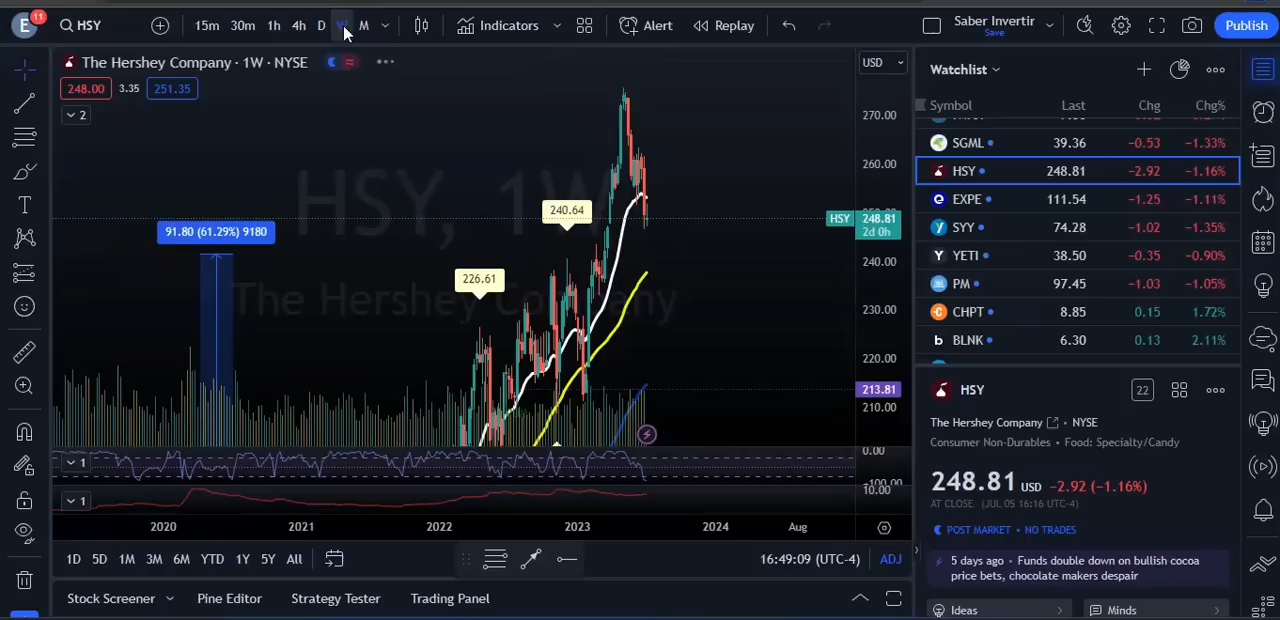 E 11 HSY 15m 30m 1h 4h D W M Indicators Alert Replay Saber Invertir Save Publish
The Hershey Company · 1W · NYSE
248.00 3.35 251.35
2
USD
HSY, 1W
The Hershey Company
91.80 (61.29%) 9180
226.61
240.64
270.00
260.00
HSY 248.81
2d 0h
240.00
230.00
220.00
213.81
210.00
1
0.00
-100.00
1
10.00
2020 2021 2022 2023 2024 Aug
1D 5D 1M 3M 6M YTD 1Y 5Y All 16:49:09 (UTC-4) ADJ
Stock Screener Pine Editor Strategy Tester Trading Panel
Watchlist
Symbol Last Chg Chg%
SGML 39.36 −0.53 −1.33%
HSY 248.81 −2.92 −1.16%
EXPE 111.54 −1.25 −1.11%
SYY 74.28 −1.02 −1.35%
YETI 38.50 −0.35 −0.90%
PM 97.45 −1.03 −1.05%
CHPT 8.85 0.15 1.72%
BLNK 6.30 0.13 2.11%
HSY 22
The Hershey Company • NYSE
Consumer Non-Durables • Food: Specialty/Candy
248.81 USD −2.92 (−1.16%)
AT CLOSE (JUL 05 16:16 UTC-4)
POST MARKET • NO TRADES
5 days ago • Funds double down on bullish cocoa
price bets, chocolate makers despair
Ideas Minds